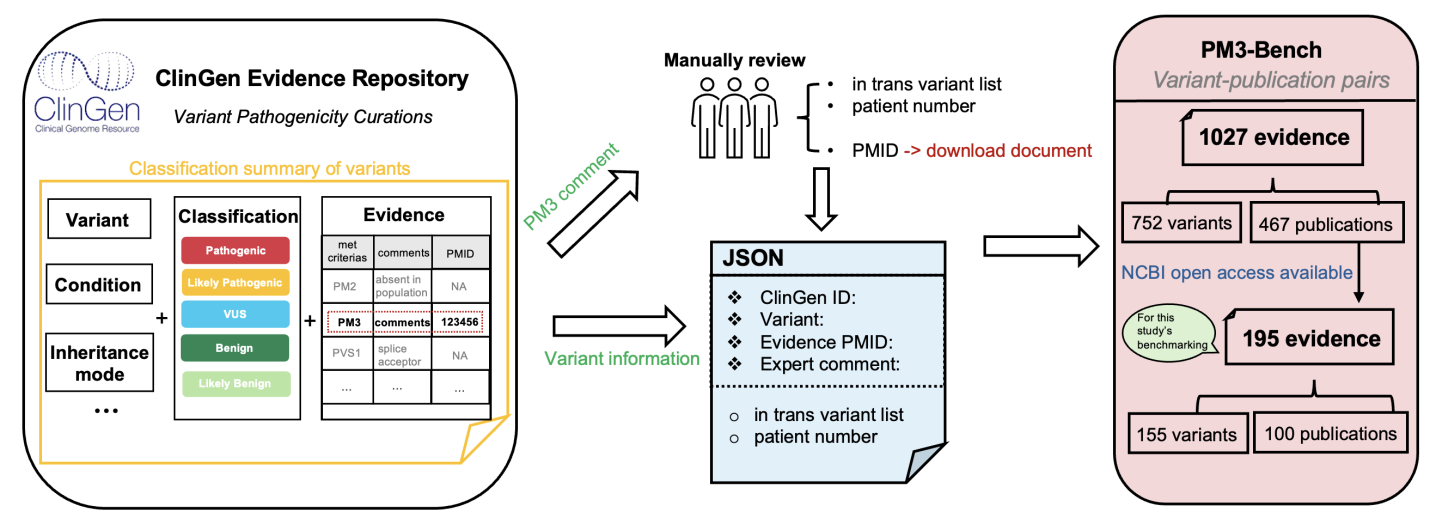 ClinGen
Clinical Genome Resource
ClinGen Evidence Repository
Variant Pathogenicity Curations
Classification summary of variants
Variant
Condition
Inheritance
mode
...
+
Classification
Pathogenic
Likely Pathogenic
VUS
Benign
Likely Benign
+
Evidence
met
criterias
comments
PMID
PM2
absent in
population
NA
PM3
comments
123456
PVS1
splice
acceptor
NA
...
...
...
PM3 comment
Variant information
Manually review
• in trans variant list
• patient number
• PMID -> download document
JSON
❖ ClinGen ID:
❖ Variant:
❖ Evidence PMID:
❖ Expert comment:
o in trans variant list
o patient number
PM3-Bench
Variant-publication pairs
1027 evidence
752 variants
467 publications
NCBI open access available
For this
study's
benchmarking
195 evidence
155 variants
100 publications